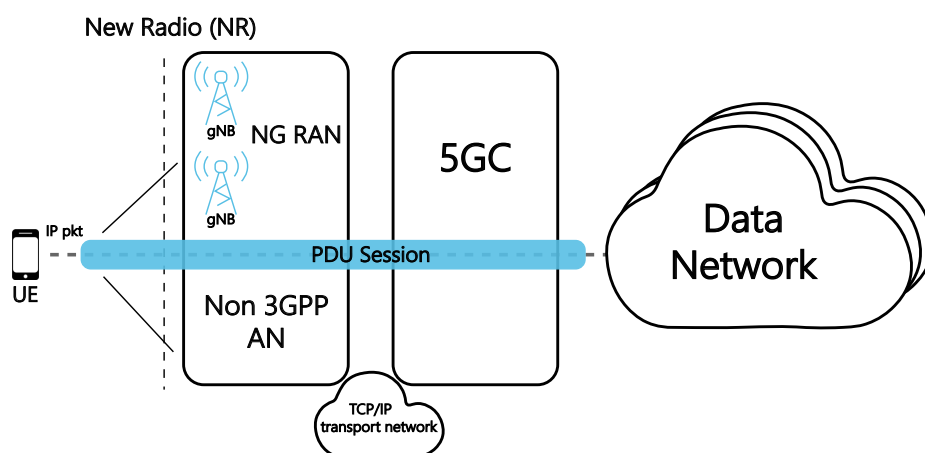 New Radio (NR)
gNB
NG RAN
gNB
5GC
IP pkt
UE
PDU Session
Data
Network
Non 3GPP
AN
TCP/IP
transport network